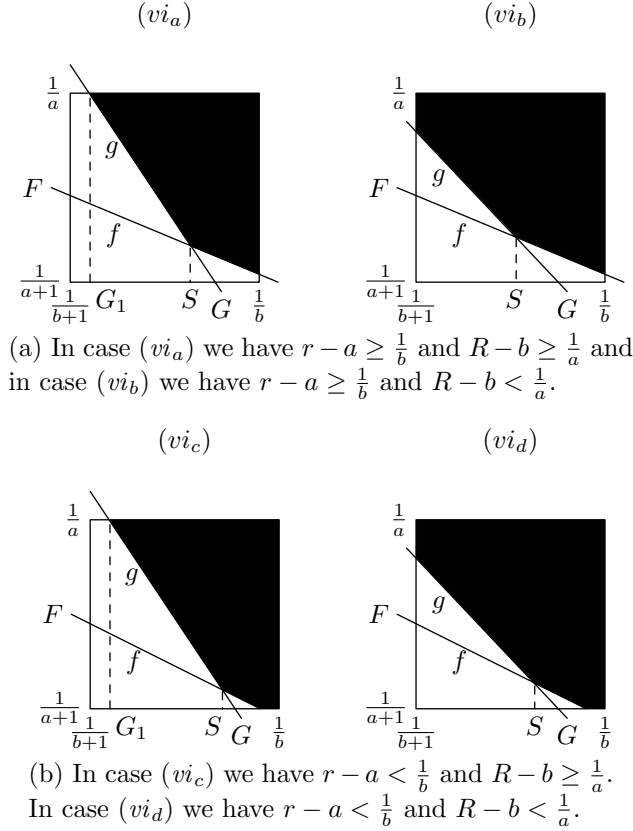 (vi_a) (vi_b)
1/a 1/a
g g
F F
f f
1/(a+1) 1/(a+1)
1/(b+1) G_1 S G 1/b 1/(b+1) S G 1/b
(a) In case (vi_a) we have r − a ≥ 1/b and R − b ≥ 1/a and
in case (vi_b) we have r − a ≥ 1/b and R − b < 1/a.
(vi_c) (vi_d)
1/a 1/a
g g
F F
f f
1/(a+1) 1/(a+1)
1/(b+1) G_1 S G 1/b 1/(b+1) S G 1/b
(b) In case (vi_c) we have r − a < 1/b and R − b ≥ 1/a.
In case (vi_d) we have r − a < 1/b and R − b < 1/a.